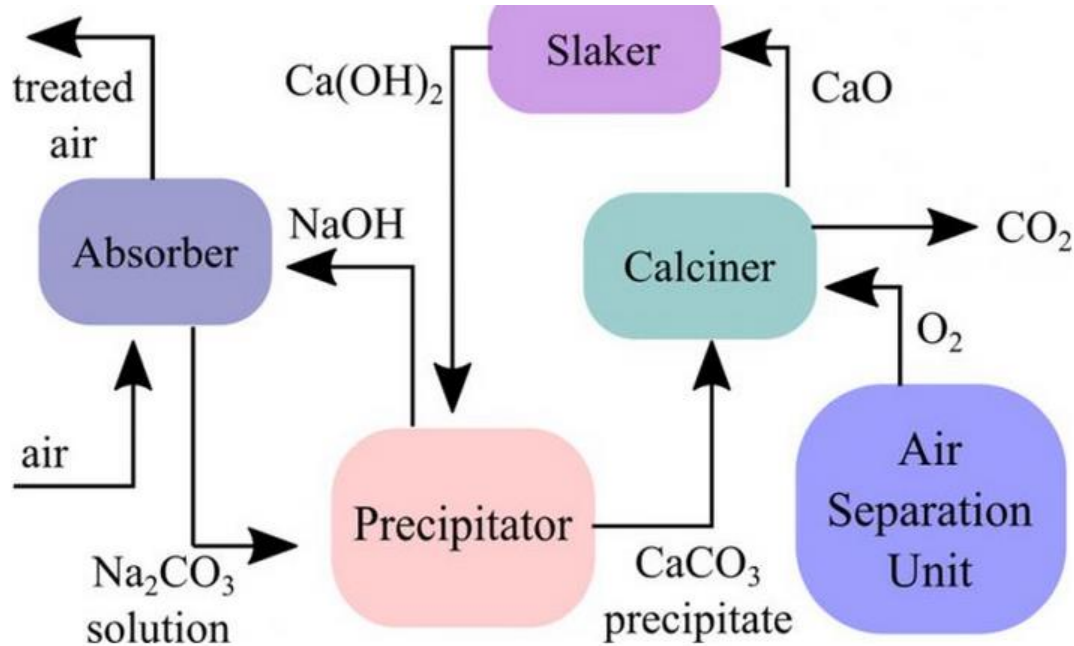 Slaker
Ca(OH)₂
CaO
treated
air
Absorber
NaOH
Calciner
CO₂
O₂
air
Precipitator
Air
Separation
Unit
Na₂CO₃
solution
CaCO₃
precipitate